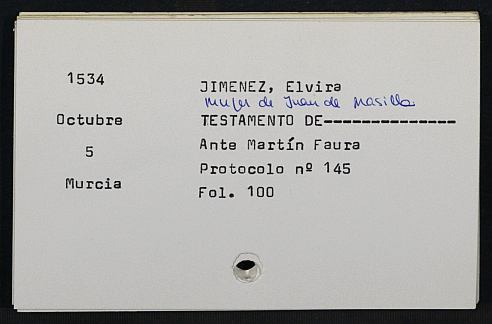 1534
JIMENEZ, Elvira
Mujer de Juan de Masilla
Octubre
TESTAMENTO DE--------------
5
Ante Martín Faura
Protocolo nº 145
Murcia
Fol. 100